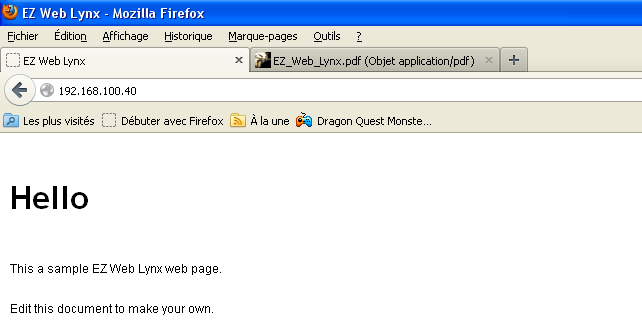 EZ Web Lynx - Mozilla Firefox
Fichier Édition Affichage Historique Marque-pages Outils ?
EZ Web Lynx EZ_Web_Lynx.pdf (Objet application/pdf)
192.168.100.40
Les plus visités Débuter avec Firefox À la une Dragon Quest Monste...
Hello
This a sample EZ Web Lynx web page.
Edit this document to make your own.